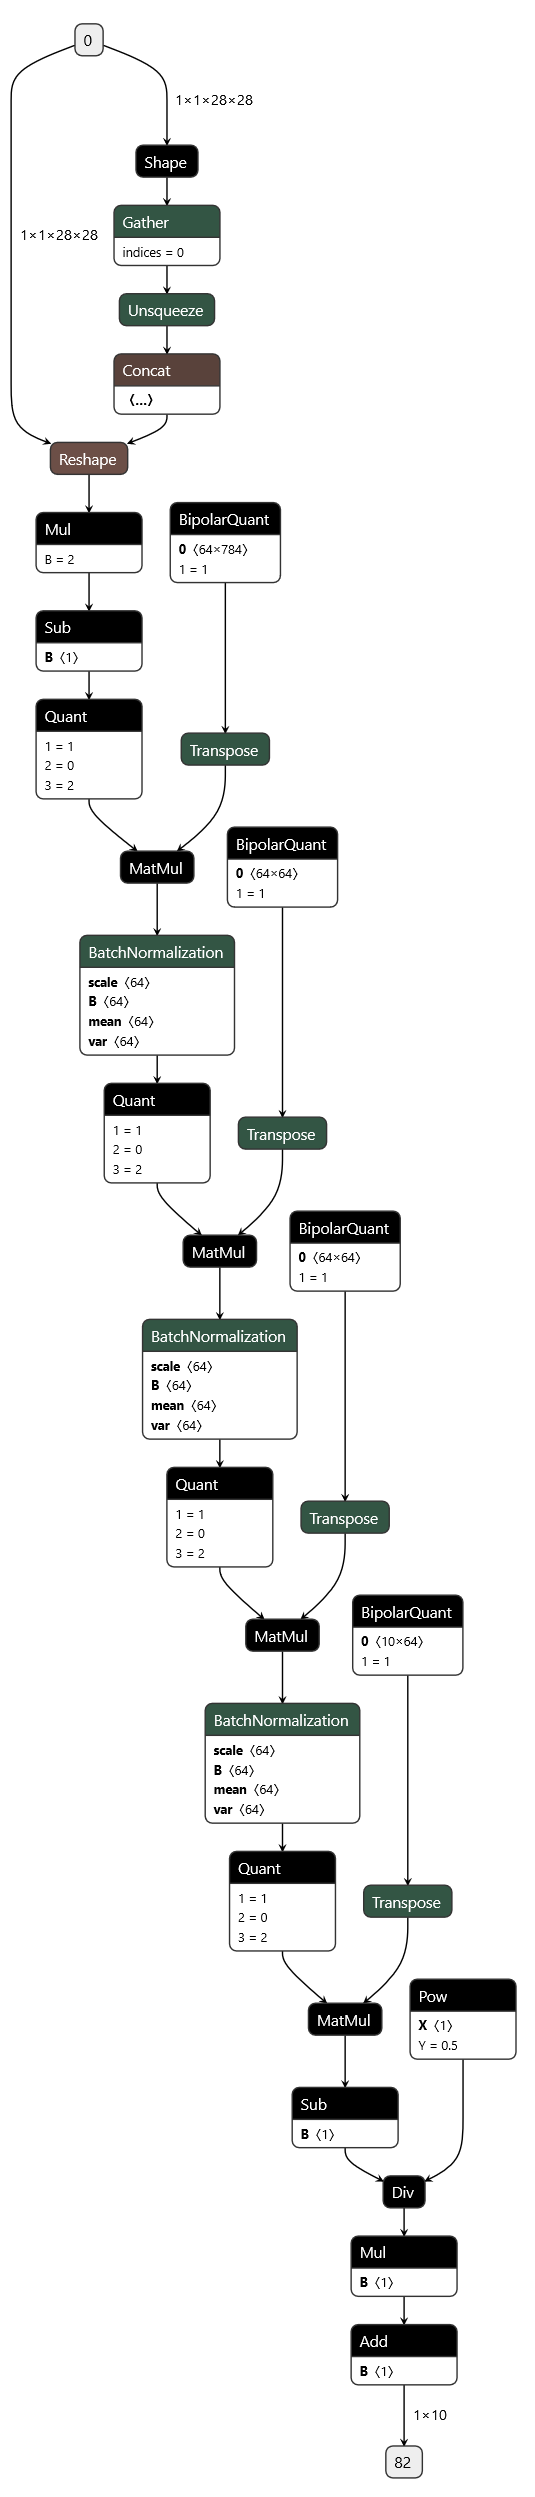 0
1×1×28×28
Shape
1×1×28×28
Gather
indices = 0
Unsqueeze
Concat
⟨...⟩
Reshape
Mul
B = 2
BipolarQuant
0 ⟨64×784⟩
1 = 1
Sub
B ⟨1⟩
Quant
1 = 1
2 = 0
3 = 2
Transpose
MatMul
BipolarQuant
0 ⟨64×64⟩
1 = 1
BatchNormalization
scale ⟨64⟩
B ⟨64⟩
mean ⟨64⟩
var ⟨64⟩
Quant
1 = 1
2 = 0
3 = 2
Transpose
MatMul
BipolarQuant
0 ⟨64×64⟩
1 = 1
BatchNormalization
scale ⟨64⟩
B ⟨64⟩
mean ⟨64⟩
var ⟨64⟩
Quant
1 = 1
2 = 0
3 = 2
Transpose
MatMul
BipolarQuant
0 ⟨10×64⟩
1 = 1
BatchNormalization
scale ⟨64⟩
B ⟨64⟩
mean ⟨64⟩
var ⟨64⟩
Quant
1 = 1
2 = 0
3 = 2
Transpose
MatMul
Pow
X ⟨1⟩
Y = 0.5
Sub
B ⟨1⟩
Div
Mul
B ⟨1⟩
Add
B ⟨1⟩
1×10
82